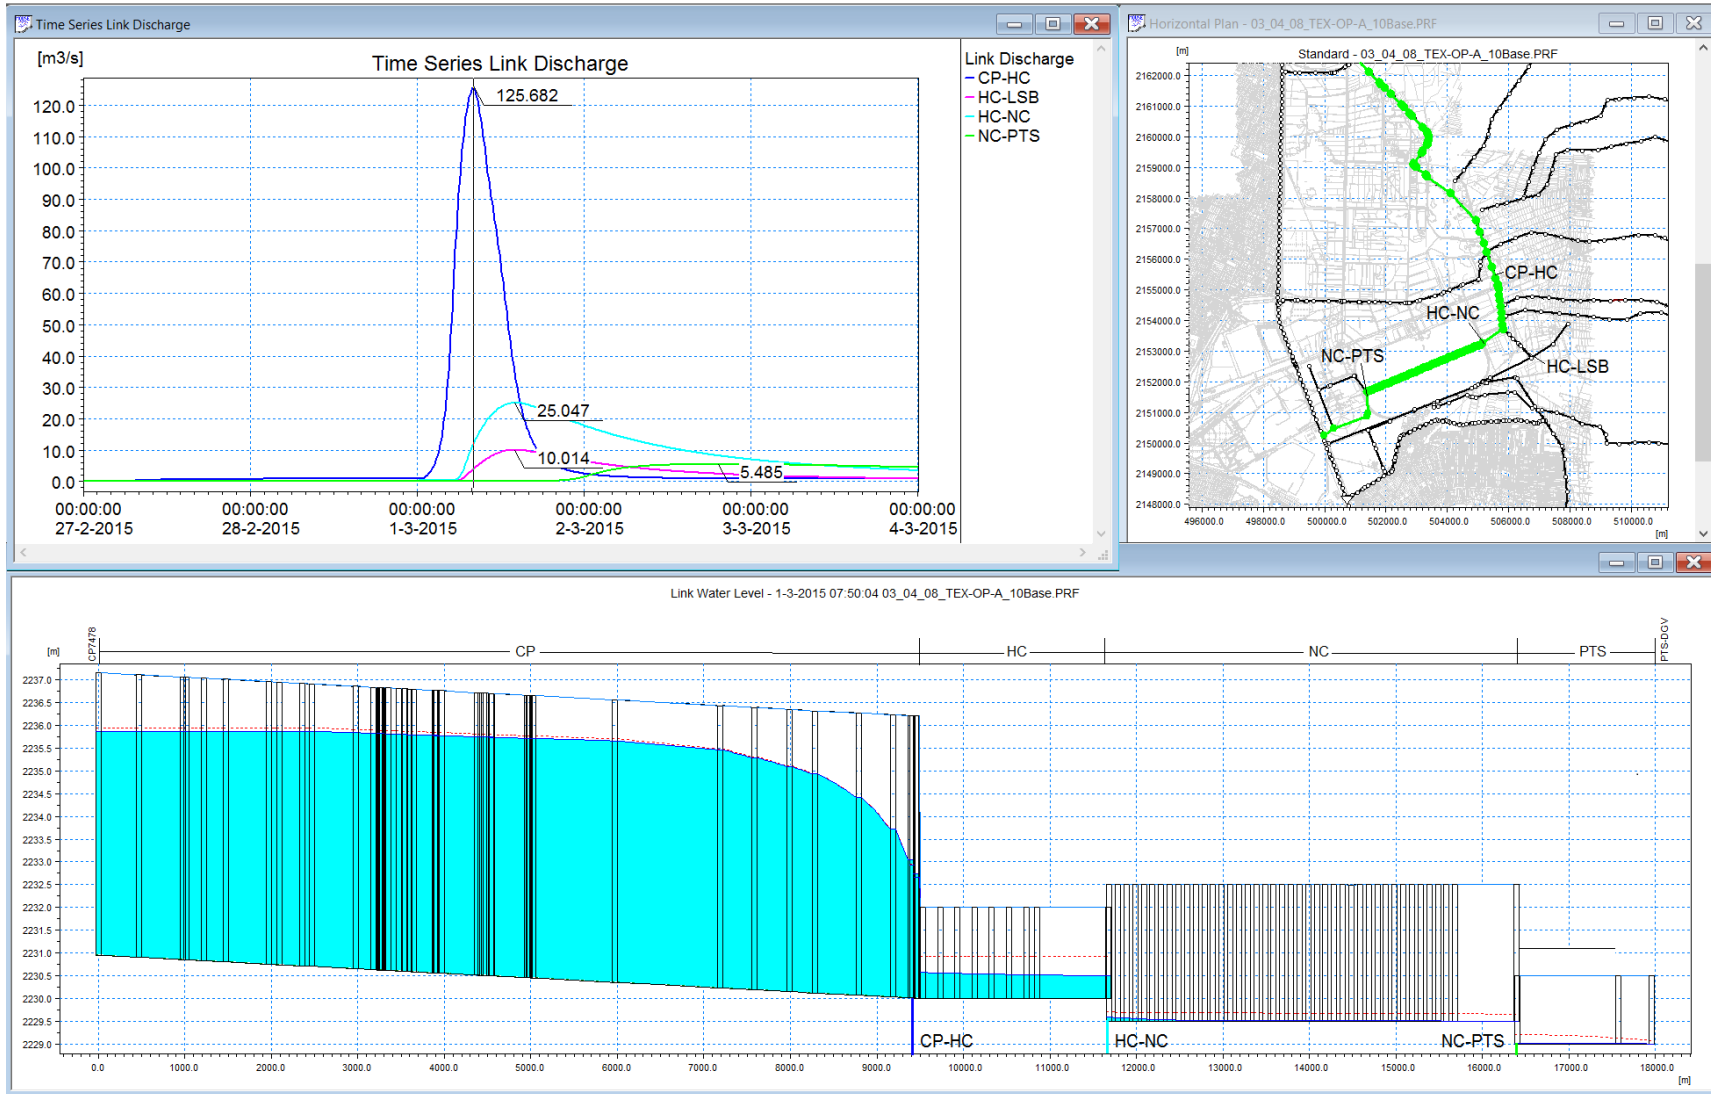 Time Series Link Discharge
[m3/s]
Time Series Link Discharge
120.0
110.0
100.0
90.0
80.0
70.0
60.0
50.0
40.0
30.0
20.0
10.0
0.0
125.682
25.047
10.014
5.485
00:00:00 00:00:00 00:00:00 00:00:00 00:00:00 00:00:00
27-2-2015 28-2-2015 1-3-2015 2-3-2015 3-3-2015 4-3-2015
Link Discharge
CP-HC
HC-LSB
HC-NC
NC-PTS
Horizontal Plan - 03_04_08_TEX-OP-A_10Base.PRF
[m]
Standard - 03_04_08_TEX-OP-A_10Base.PRF
2162000.0
2161000.0
2160000.0
2159000.0
2158000.0
2157000.0
2156000.0
2155000.0
2154000.0
2153000.0
2152000.0
2151000.0
2150000.0
2149000.0
2148000.0
CP-HC
HC-NC
NC-PTS
HC-LSB
496000.0 498000.0 500000.0 502000.0 504000.0 506000.0 508000.0 510000.0
[m]
Link Water Level - 1-3-2015 07:50:04 03_04_08_TEX-OP-A_10Base.PRF
[m]
CP7478
CP
HC
NC
PTS
PTS-DGV
2237.0
2236.5
2236.0
2235.5
2235.0
2234.5
2234.0
2233.5
2233.0
2232.5
2232.0
2231.5
2231.0
2230.5
2230.0
2229.5
2229.0
CP-HC
HC-NC
NC-PTS
0.0 1000.0 2000.0 3000.0 4000.0 5000.0 6000.0 7000.0 8000.0 9000.0 10000.0 11000.0 12000.0 13000.0 14000.0 15000.0 16000.0 17000.0 18000.0
[m]